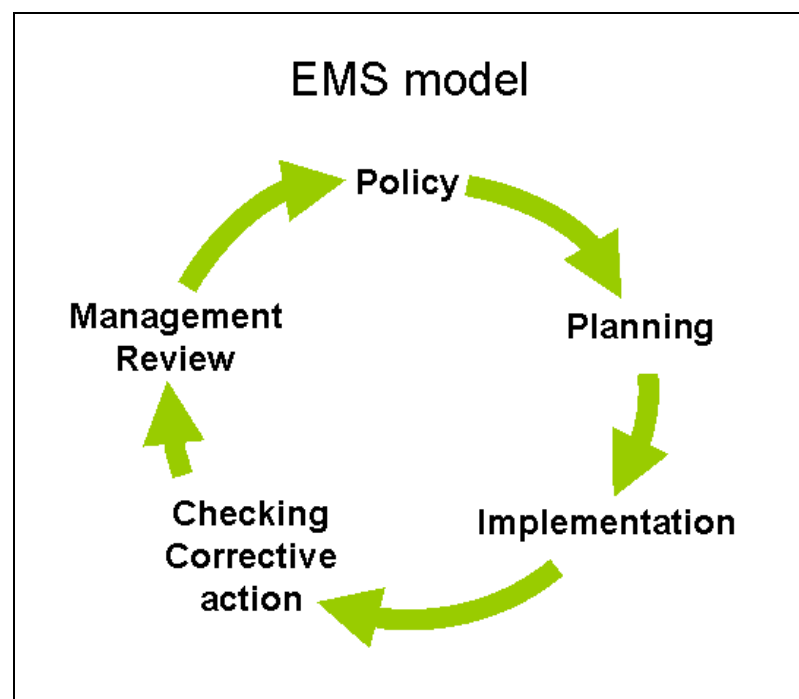 EMS model
Policy
Planning
Implementation
Checking
Corrective
action
Management
Review